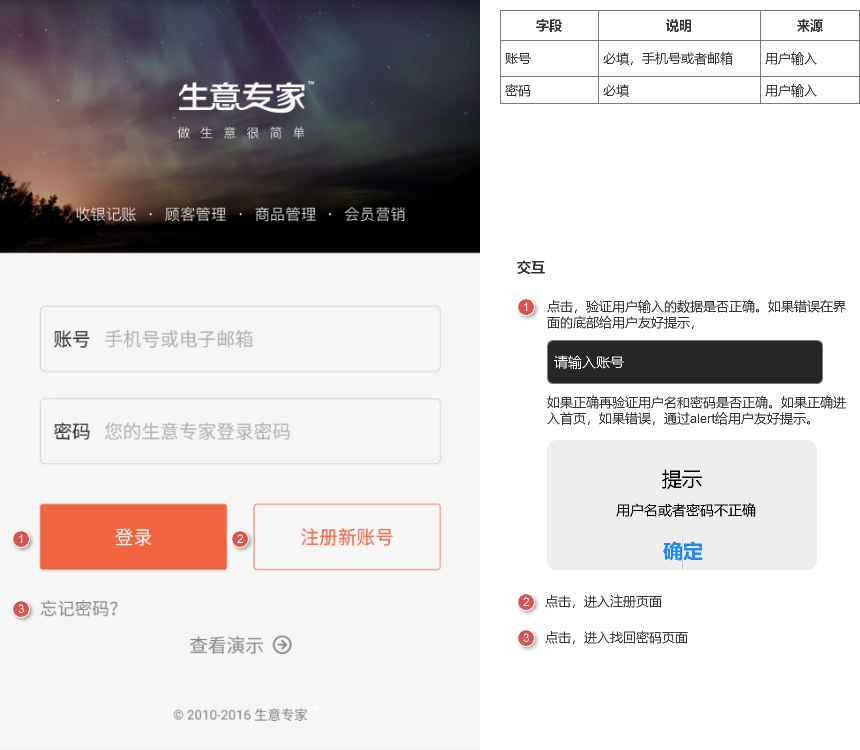 生意专家™
做生意很简单
收银记账 · 顾客管理 · 商品管理 · 会员营销
账号 手机号或电子邮箱
密码 您的生意专家登录密码
1 登录 2 注册新账号
3 忘记密码?
查看演示
© 2010-2016 生意专家
字段 说明 来源
账号 必填，手机号或者邮箱 用户输入
密码 必填 用户输入
交互
1 点击，验证用户输入的数据是否正确。如果错误在界
面的底部给用户友好提示，
请输入账号
如果正确再验证用户名和密码是否正确。如果正确进
入首页，如果错误，通过alert给用户友好提示。
提示
用户名或者密码不正确
确定
2 点击，进入注册页面
3 点击，进入找回密码页面